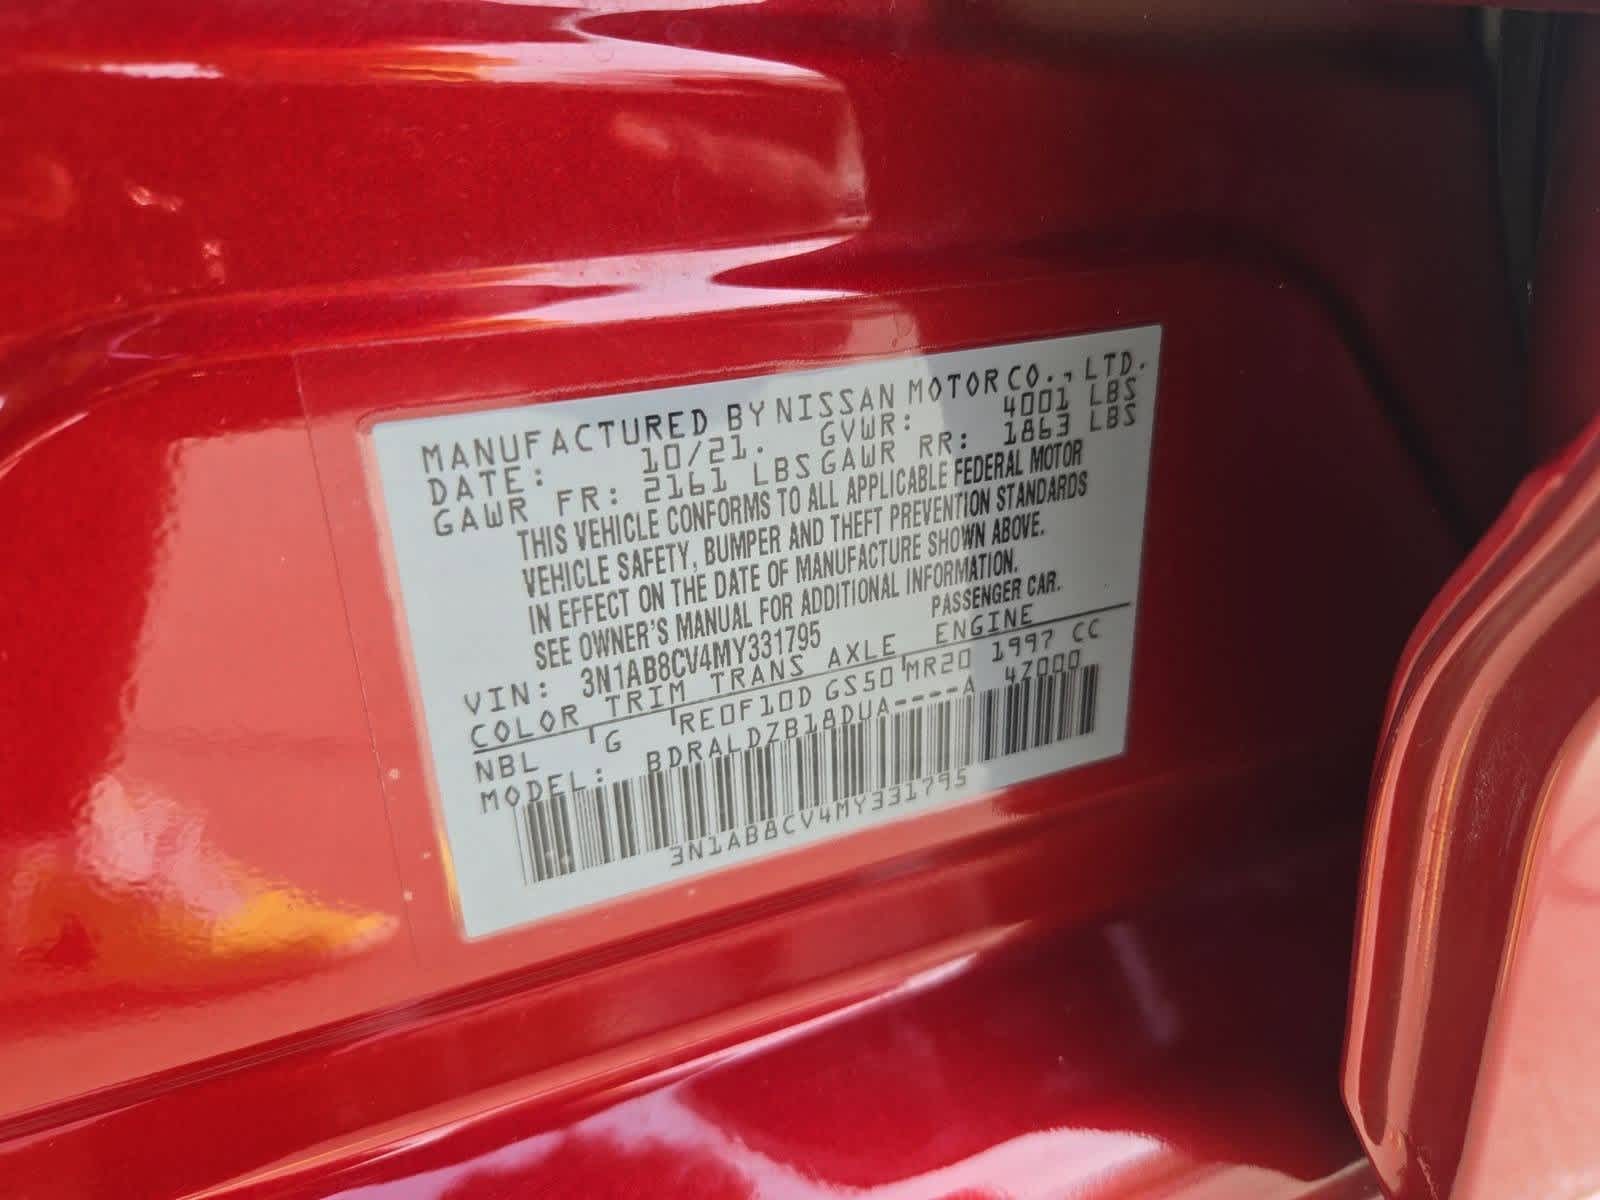 MANUFACTURED BY NISSAN MOTOR CO., LTD.
DATE: 10/21. GVWR: 4001 LBS
GAWR FR: 2161 LBS GAWR RR: 1863 LBS
THIS VEHICLE CONFORMS TO ALL APPLICABLE FEDERAL MOTOR
VEHICLE SAFETY, BUMPER AND THEFT PREVENTION STANDARDS
IN EFFECT ON THE DATE OF MANUFACTURE SHOWN ABOVE.
SEE OWNER'S MANUAL FOR ADDITIONAL INFORMATION.
VIN: 3N1AB8CV4MY331795 PASSENGER CAR.
COLOR TRIM TRANS AXLE ENGINE
NBL G RE0F10D GS50 MR20 1997 CC
MODEL: BDRALDZB18DUA----A 4Z000
3N1AB8CV4MY331795